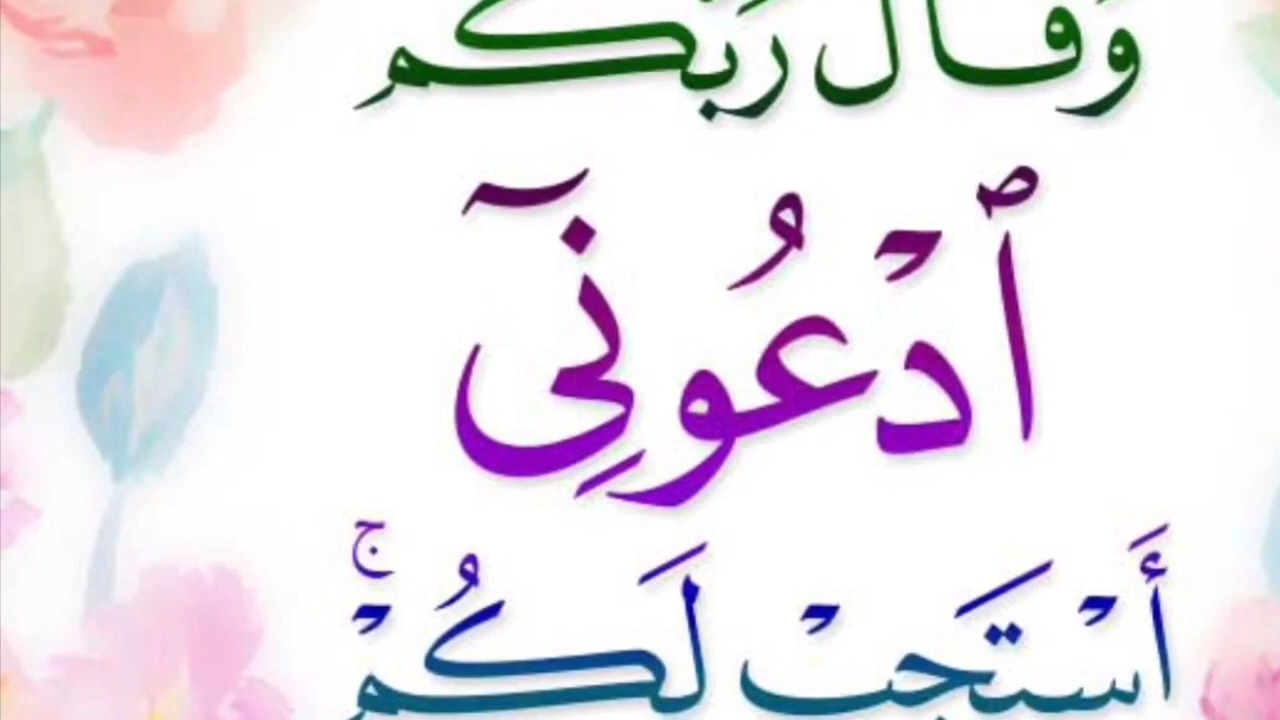 وَقَالَ رَبُّكُم
ٱدْعُونِيٓ
أَسْتَجِبْ لَكُمْ ۚ